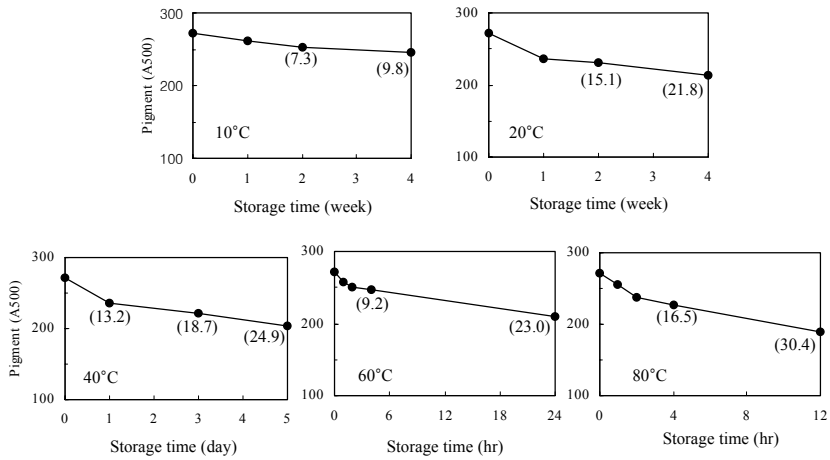 300
200
100
Pigment (A500)
(7.3)
(9.8)
10°C
0 1 2 3 4
Storage time (week)
300
200
100
(15.1)
(21.8)
20°C
0 1 2 3 4
Storage time (week)
300
200
100
Pigment (A500)
(13.2)
(18.7)
(24.9)
40°C
0 1 2 3 4 5
Storage time (day)
300
200
100
(9.2)
(23.0)
60°C
0 6 12 18 24
Storage time (hr)
300
200
100
(16.5)
(30.4)
80°C
0 4 8 12
Storage time (hr)